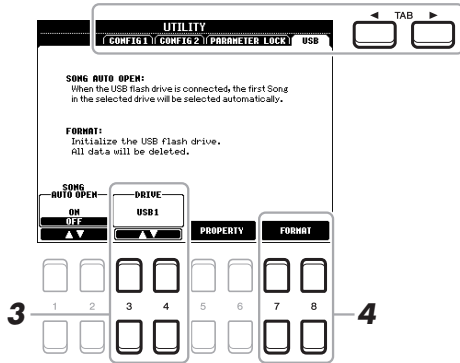 ◄ TAB ►
UTILITY
CONFIG 1 CONFIG 2 PARAMETER LOCK USB
SONG AUTO OPEN:
When the USB flash drive is connected, the first Song
in the selected drive will be selected automatically.
FORMAT:
Initialize the USB flash drive.
All data will be deleted.
SONG
AUTO OPEN
ON
OFF
▲▼
DRIVE
USB1
▲▼
PROPERTY
FORMAT
1 2 3 4 5 6 7 8
3
4